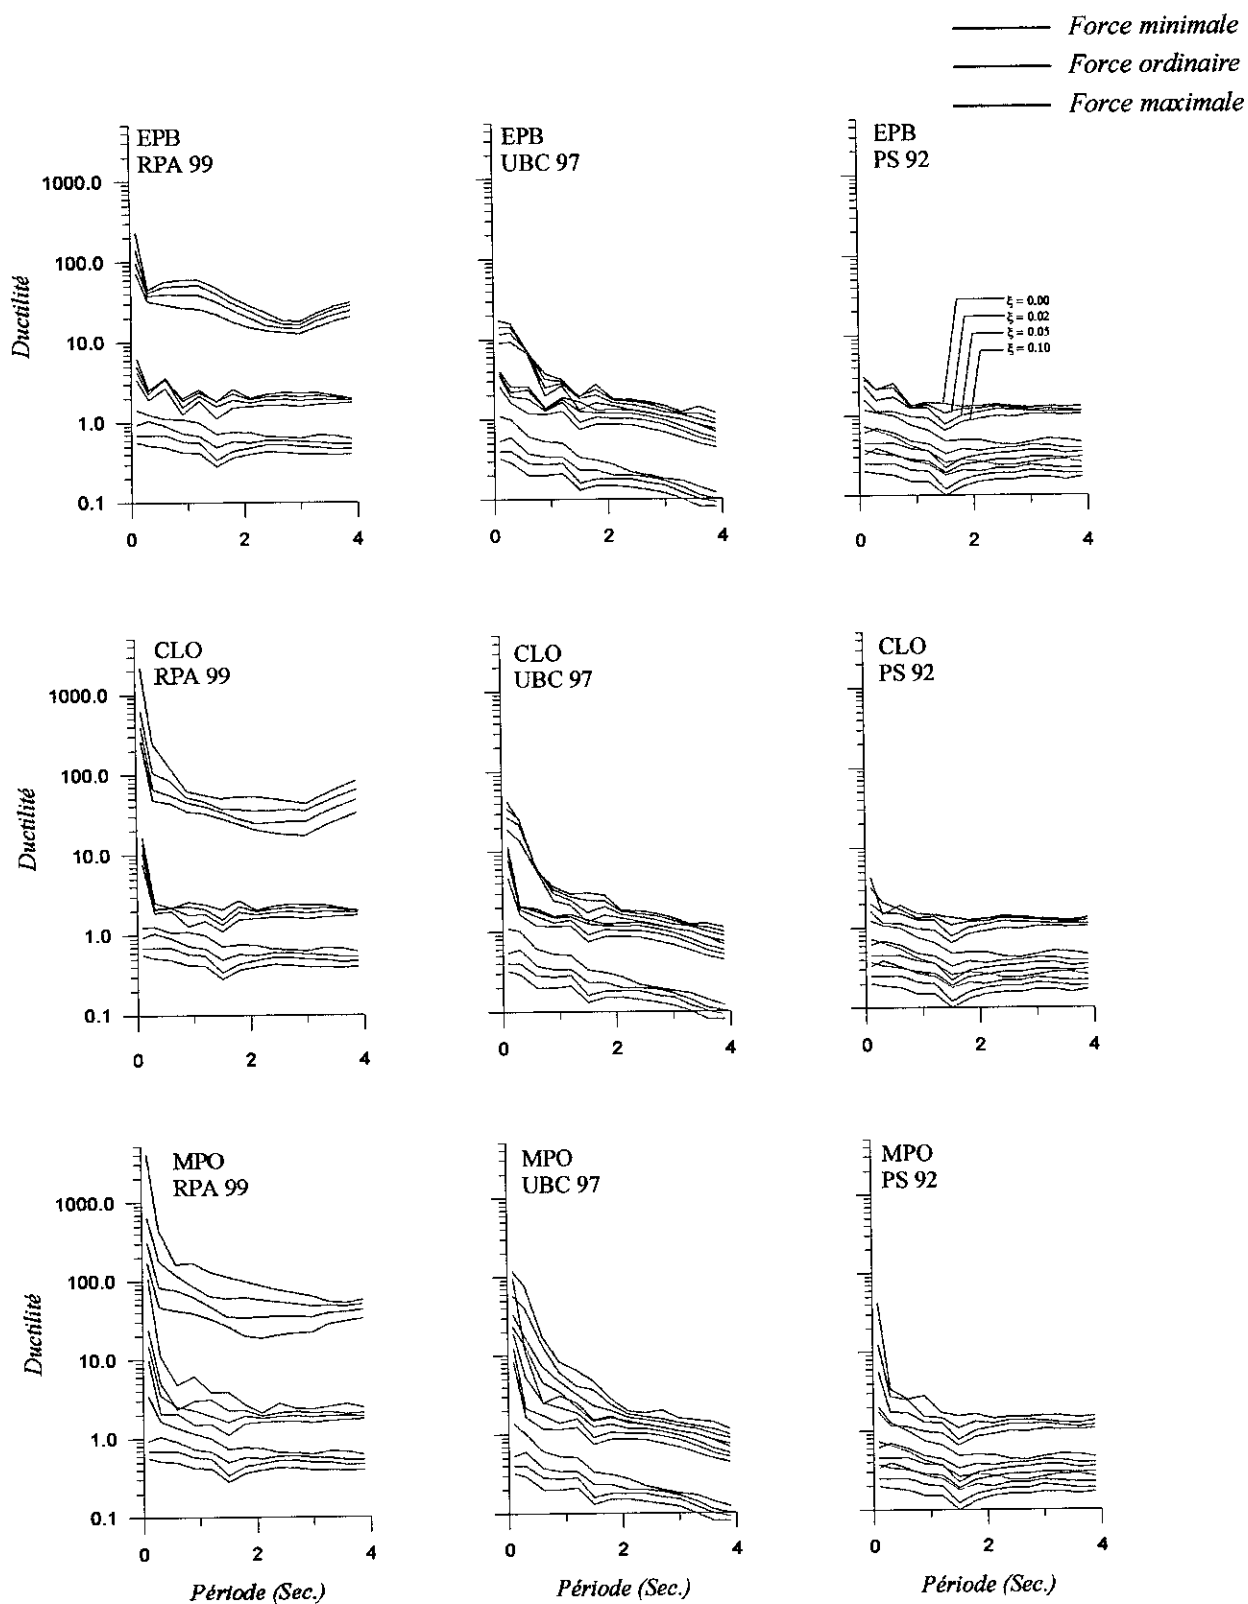 Force minimale
Force ordinaire
Force maximale
EPB
RPA 99
EPB
UBC 97
EPB
PS 92
1000.0
100.0
10.0
1.0
0.1
Ductilité
ξ = 0.00
ξ = 0.02
ξ = 0.05
ξ = 0.10
0 2 4
0 2 4
0 2 4
CLO
RPA 99
CLO
UBC 97
CLO
PS 92
1000.0
100.0
10.0
1.0
0.1
Ductilité
0 2 4
0 2 4
0 2 4
MPO
RPA 99
MPO
UBC 97
MPO
PS 92
1000.0
100.0
10.0
1.0
0.1
Ductilité
0 2 4
0 2 4
0 2 4
Période (Sec.)
Période (Sec.)
Période (Sec.)